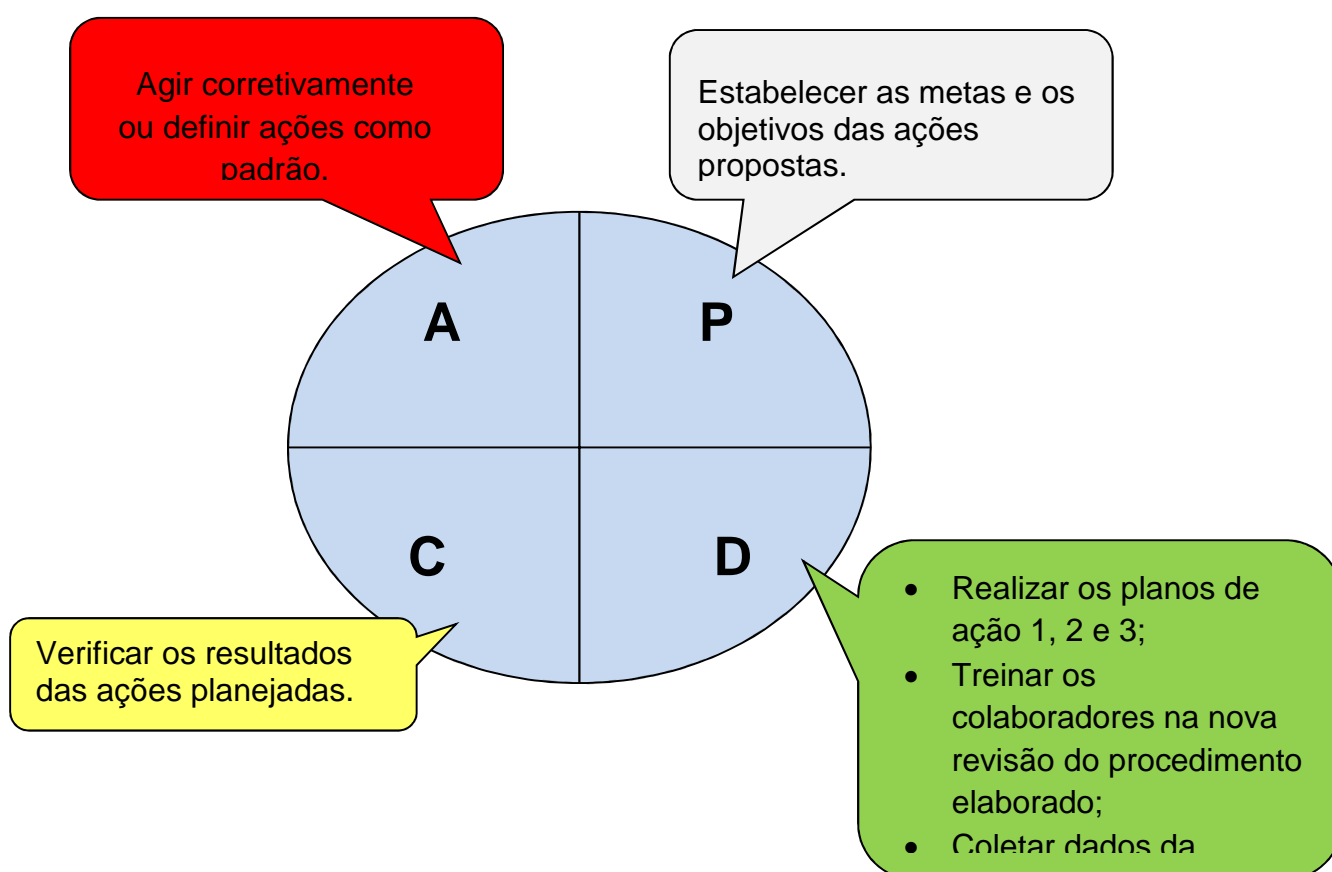 Agir corretivamente
ou definir ações como
padrão.
Estabelecer as metas e os
objetivos das ações
propostas.
A
P
C
D
Verificar os resultados
das ações planejadas.
• Realizar os planos de
ação 1, 2 e 3;
• Treinar os
colaboradores na nova
revisão do procedimento
elaborado;
• Coletar dados da